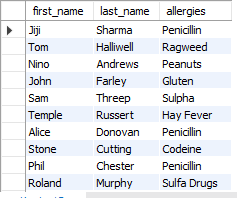 first_name last_name allergies
Jiji Sharma Penicillin
Tom Halliwell Ragweed
Nino Andrews Peanuts
John Farley Gluten
Sam Threep Sulpha
Temple Russert Hay Fever
Alice Donovan Penicillin
Stone Cutting Codeine
Phil Chester Penicillin
Roland Murphy Sulfa Drugs